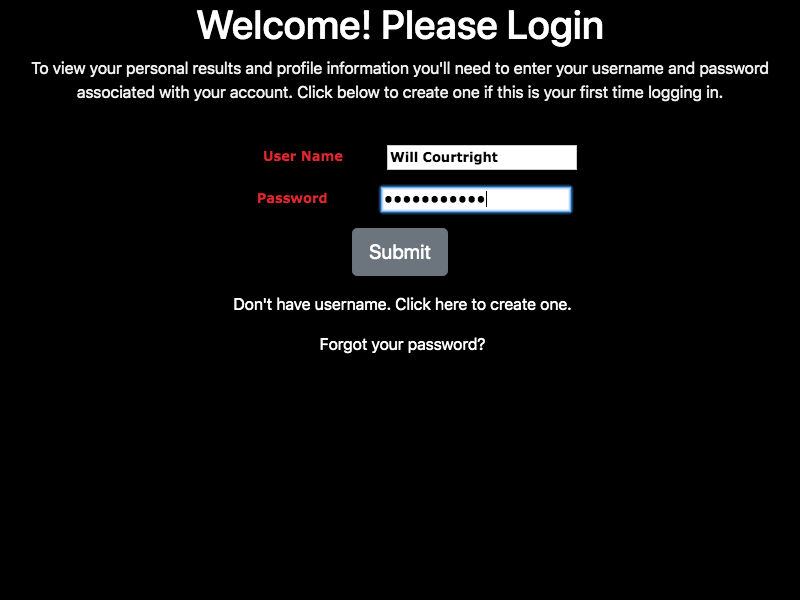 Welcome! Please Login
To view your personal results and profile information you'll need to enter your username and password
associated with your account. Click below to create one if this is your first time logging in.
User Name Will Courtright
Password •••••••••••
Submit
Don't have username. Click here to create one.
Forgot your password?